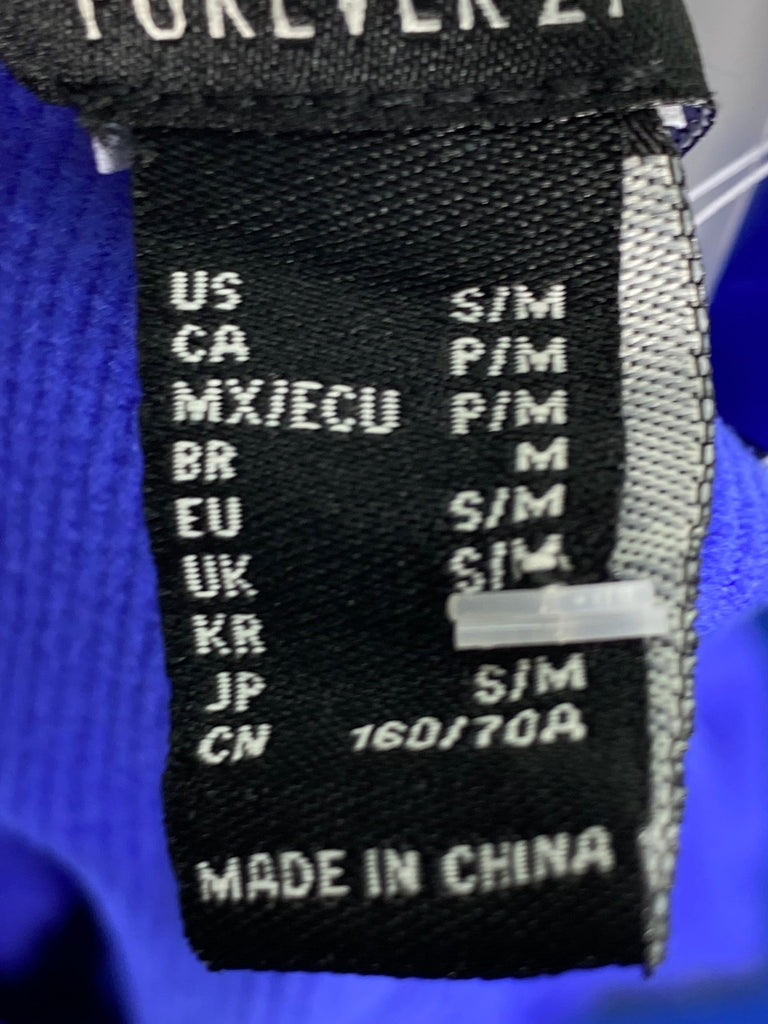 FOREVER 21
US S/M
CA P/M
MX/ECU P/M
BR M
EU S/M
UK S/M
KR
JP S/M
CN 160/70A
MADE IN CHINA